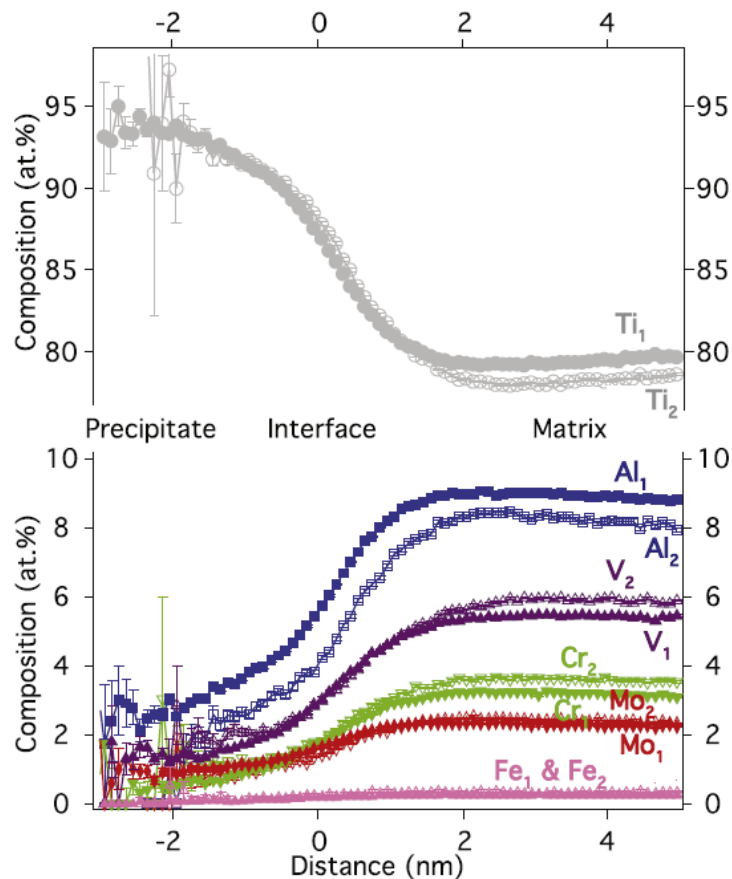 -2 0 2 4
Composition (at.%)
95 95
90 90
85 85
80 80
Ti₁
Ti₂
Precipitate Interface Matrix
Composition (at.%)
10 10
8 8
6 6
4 4
2 2
0 0
Al₁
Al₂
V₂
V₁
Cr₂
Mo₂
Cr₁
Mo₁
Fe₁ & Fe₂
-2 0 2 4
Distance (nm)